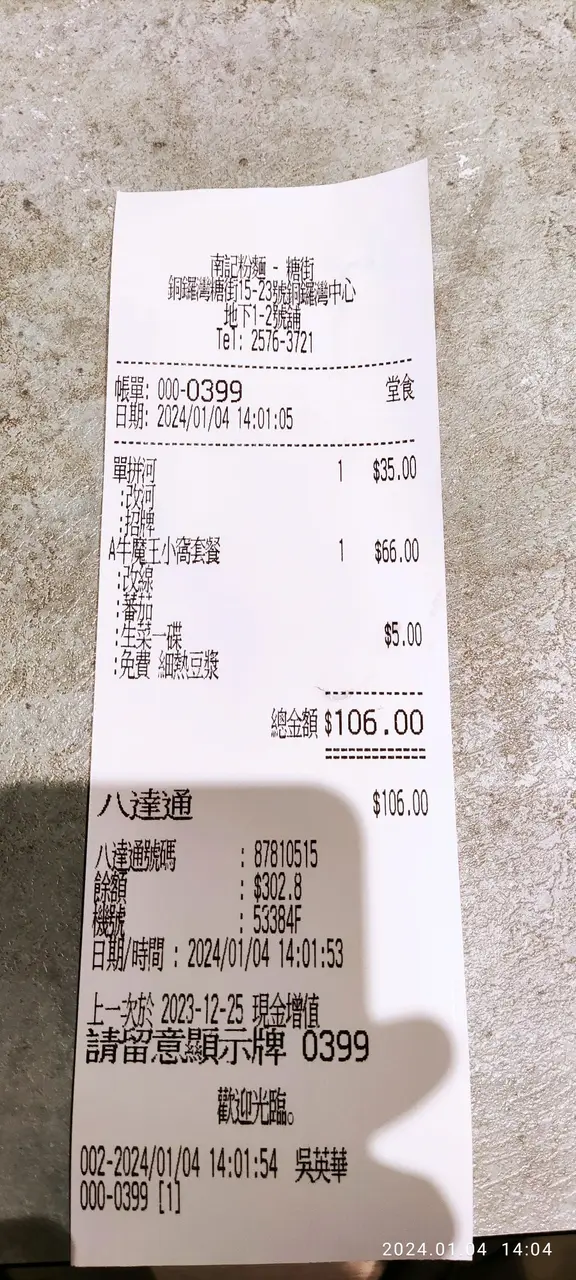 南記粉麵 - 糖街
銅鑼灣糖街15-23號銅鑼灣中心
地下1-2號舖
Tel: 2576-3721
帳單: 000-0399 堂食
日期: 2024/01/04 14:01:05
單拼河 1 $35.00
:改河
:招牌
A牛魔王小窩套餐 1 $66.00
:改線
:蕃茄
:生菜一碟 $5.00
:免費 細熱豆漿
總金額 $106.00
八達通 $106.00
八達通號碼 : 87810515
餘額 : $302.8
機號 : 53384F
日期/時間 : 2024/01/04 14:01:53
上一次於 2023-12-25 現金增值
請留意顯示牌 0399
歡迎光臨。
002-2024/01/04 14:01:54 吳英華
000-0399 [1]
2024.01.04 14:04